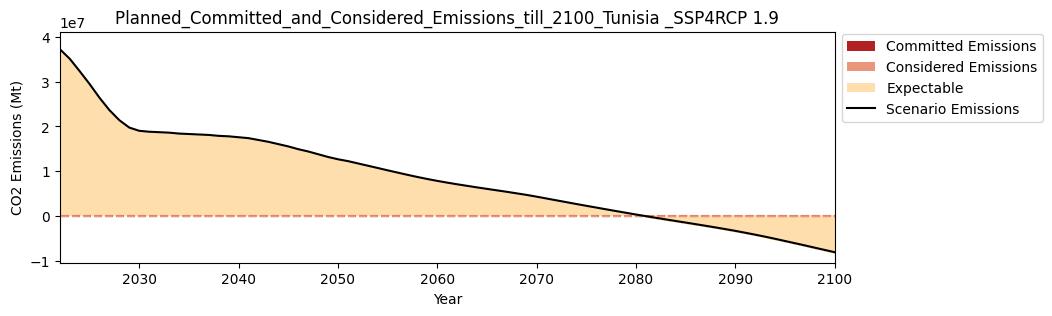 Planned_Committed_and_Considered_Emissions_till_2100_Tunisia _SSP4RCP 1.9
1e7
4
3
2
1
0
−1
CO2 Emissions (Mt)
2030 2040 2050 2060 2070 2080 2090 2100
Year
Committed Emissions
Considered Emissions
Expectable
Scenario Emissions